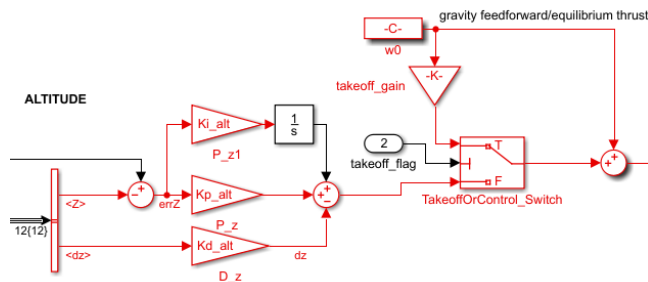 -C-
gravity feedforward/equilibrium thrust
w0
-K-
takeoff_gain
ALTITUDE
Ki_alt
1
s
2
T
P_z1
takeoff_flag
<Z>
errZ
Kp_alt
F
TakeoffOrControl_Switch
P_z
12{12}
<dz>
Kd_alt
dz
D_z